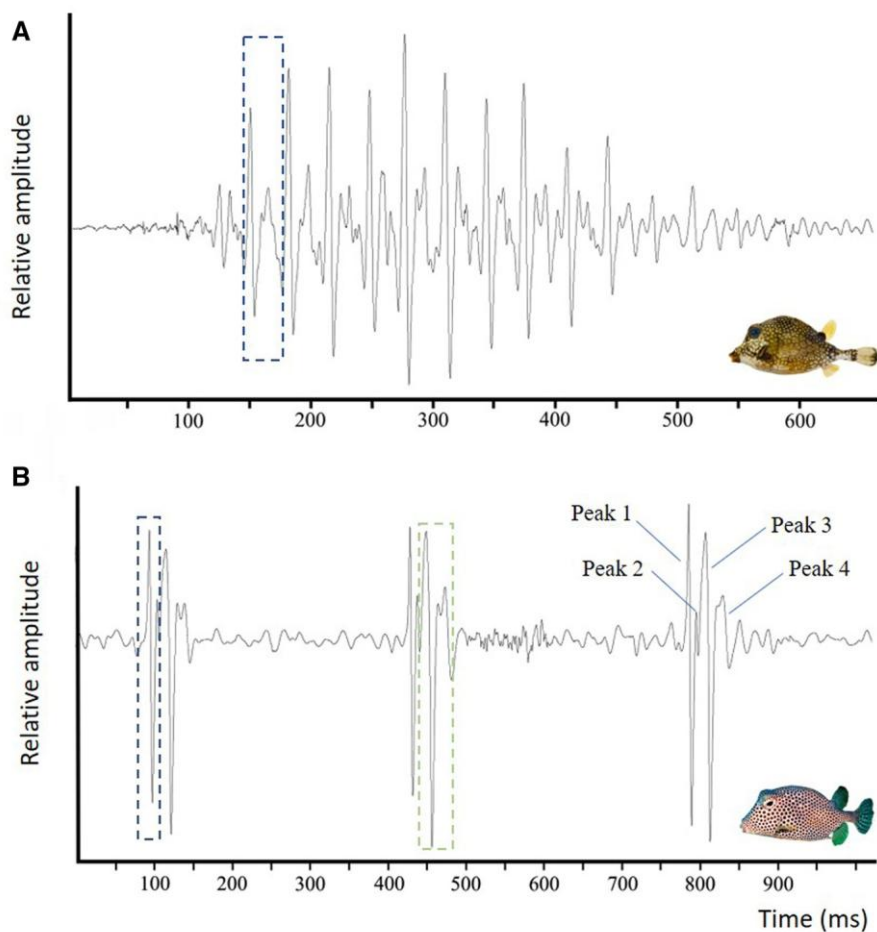 A
Relative amplitude
100 200 300 400 500 600
B
Peak 1
Peak 3
Peak 2
Peak 4
Relative amplitude
100 200 300 400 500 600 700 800 900
Time (ms)